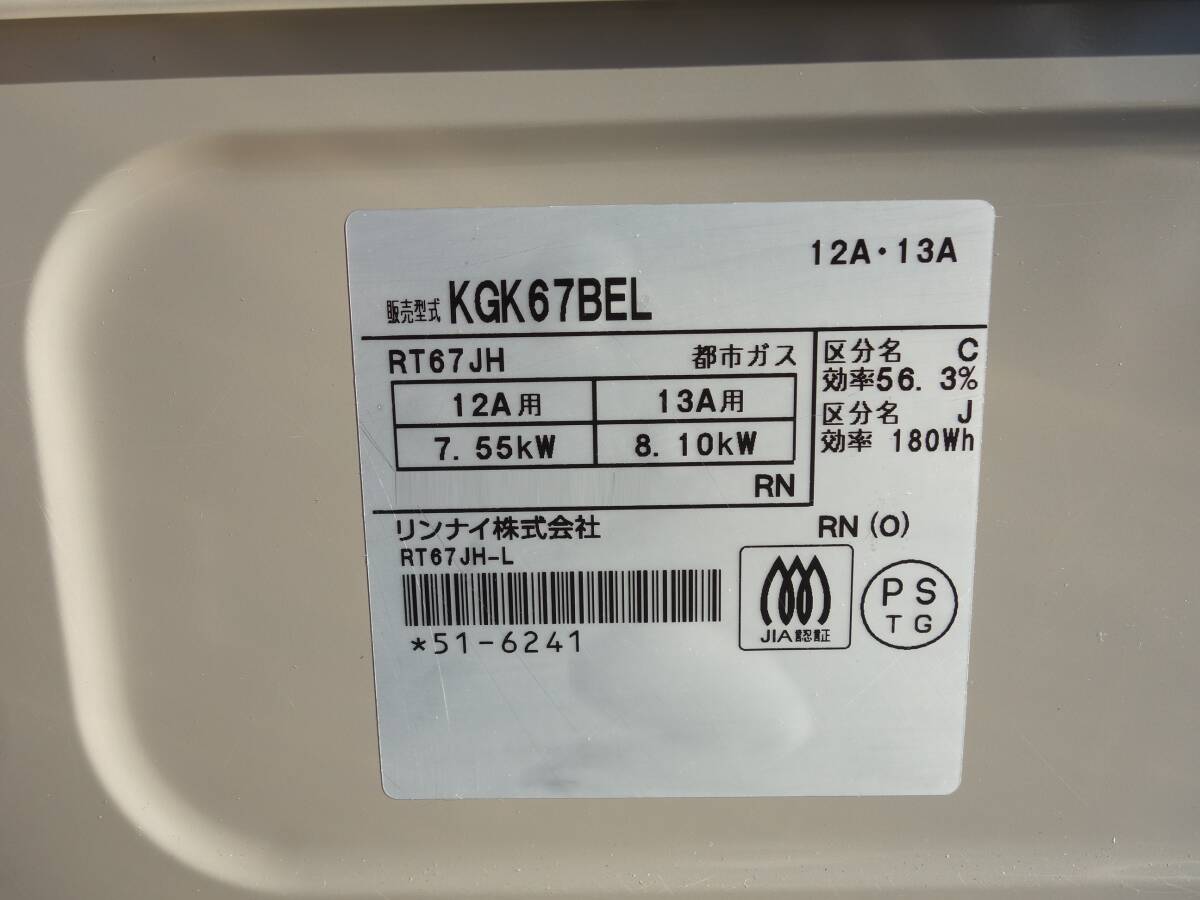 12A・13A
販売型式 KGK67BEL
RT67JH 都市ガス
12A用 13A用
7.55kW 8.10kW
RN
区分名 C
効率56.3%
区分名 J
効率 180Wh
リンナイ株式会社 RN(O)
RT67JH-L
*51-6241
JIA認証
PS
TG